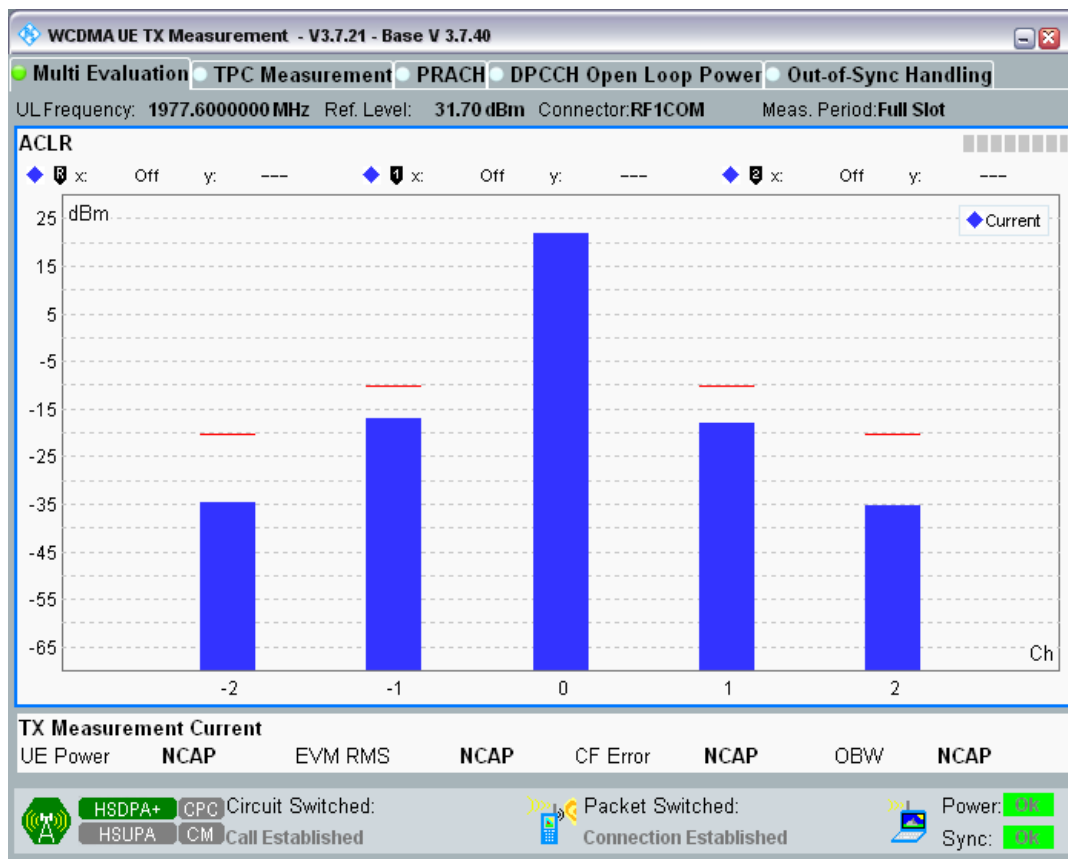 WCDMA UE TX Measurement - V3.7.21 - Base V 3.7.40
Multi Evaluation TPC Measurement PRACH DPCCH Open Loop Power Out-of-Sync Handling
UL Frequency: 1977.6000000 MHz Ref. Level: 31.70 dBm Connector:RF1COM Meas. Period:Full Slot
ACLR
R x: Off y: --- 1 x: Off y: --- 2 x: Off y: ---
dBm
Current
25
15
5
-5
-15
-25
-35
-45
-55
-65
Ch
-2 -1 0 1 2
TX Measurement Current
UE Power NCAP EVM RMS NCAP CF Error NCAP OBW NCAP
HSDPA+ CPC Circuit Switched: Packet Switched: Power: OK
HSUPA CM Call Established Connection Established Sync: OK